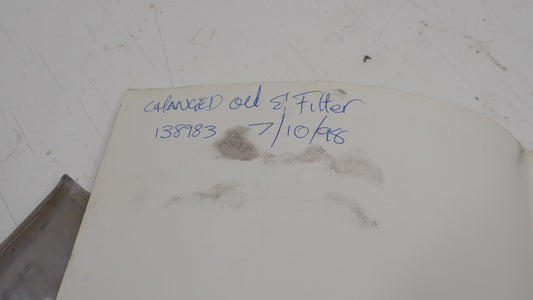 CHANGED Oil & Filter
138983 7/10/98